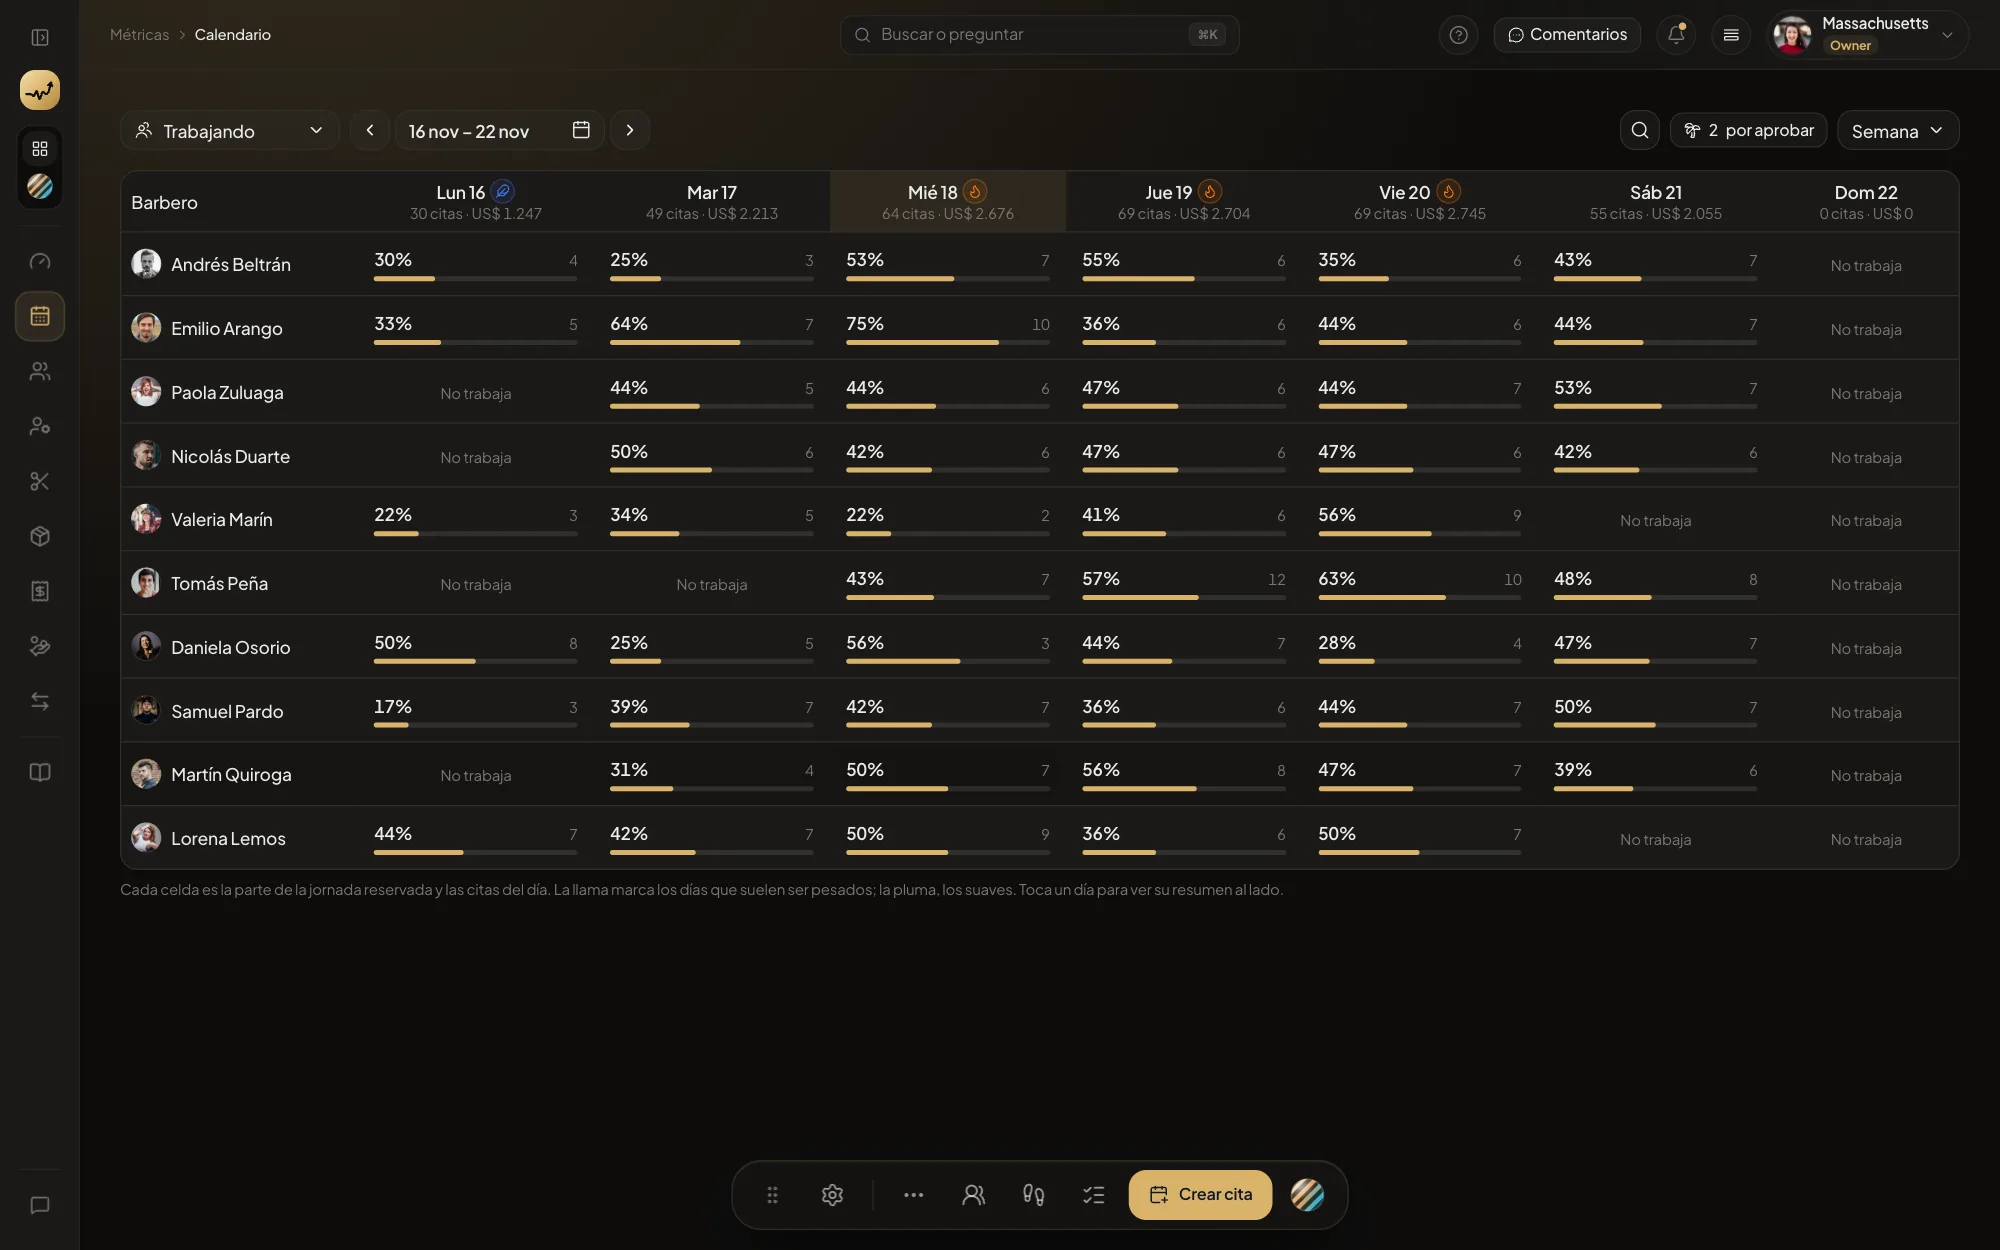 Métricas > Calendario
Buscar o preguntar ⌘K
Comentarios
Massachusetts
Owner
Trabajando
16 nov – 22 nov
2 por aprobar
Semana
Barbero Lun 16 Mar 17 Mié 18 Jue 19 Vie 20 Sáb 21 Dom 22
30 citas · US$ 1.247 49 citas · US$ 2.213 64 citas · US$ 2.676 69 citas · US$ 2.704 69 citas · US$ 2.745 55 citas · US$ 2.055 0 citas · US$ 0
Andrés Beltrán 30% 4 25% 3 53% 7 55% 6 35% 6 43% 7 No trabaja
Emilio Arango 33% 5 64% 7 75% 10 36% 6 44% 6 44% 7 No trabaja
Paola Zuluaga No trabaja 44% 5 44% 6 47% 6 44% 7 53% 7 No trabaja
Nicolás Duarte No trabaja 50% 6 42% 6 47% 6 47% 6 42% 6 No trabaja
Valeria Marín 22% 3 34% 5 22% 2 41% 6 56% 9 No trabaja No trabaja
Tomás Peña No trabaja No trabaja 43% 7 57% 12 63% 10 48% 8 No trabaja
Daniela Osorio 50% 8 25% 5 56% 3 44% 7 28% 4 47% 7 No trabaja
Samuel Pardo 17% 3 39% 7 42% 7 36% 6 44% 7 50% 7 No trabaja
Martín Quiroga No trabaja 31% 4 50% 7 56% 8 47% 7 39% 6 No trabaja
Lorena Lemos 44% 7 42% 7 50% 9 36% 6 50% 7 No trabaja No trabaja
Cada celda es la parte de la jornada reservada y las citas del día. La llama marca los días que suelen ser pesados; la pluma, los suaves. Toca un día para ver su resumen al lado.
Crear cita